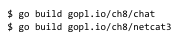 $ go build gopl.io/ch8/chat
$ go build gopl.io/ch8/netcat3